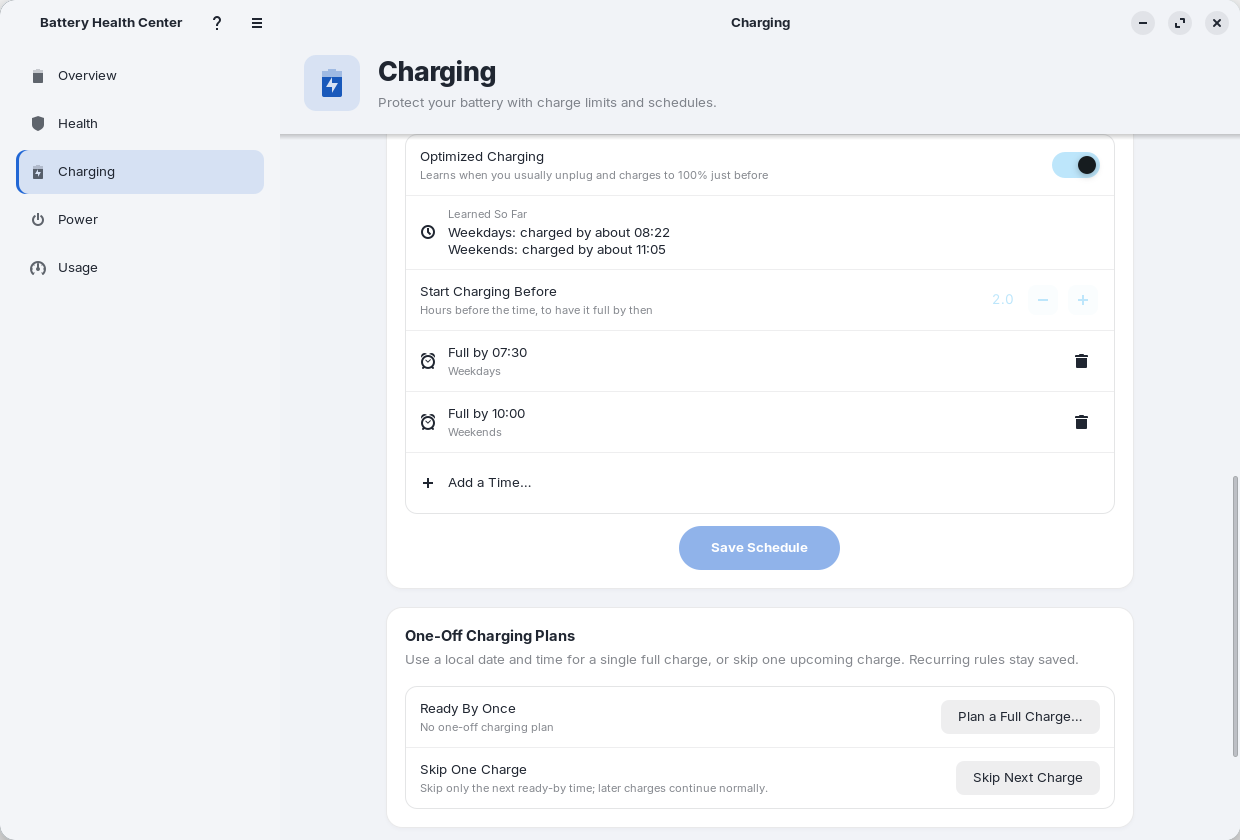 Battery Health Center
?
Charging
Overview
Health
Charging
Power
Usage
Charging
Protect your battery with charge limits and schedules.
Optimized Charging
Learns when you usually unplug and charges to 100% just before
Learned So Far
Weekdays: charged by about 08:22
Weekends: charged by about 11:05
Start Charging Before
Hours before the time, to have it full by then
2.0
Full by 07:30
Weekdays
Full by 10:00
Weekends
Add a Time...
Save Schedule
One-Off Charging Plans
Use a local date and time for a single full charge, or skip one upcoming charge. Recurring rules stay saved.
Ready By Once
No one-off charging plan
Plan a Full Charge...
Skip One Charge
Skip only the next ready-by time; later charges continue normally.
Skip Next Charge